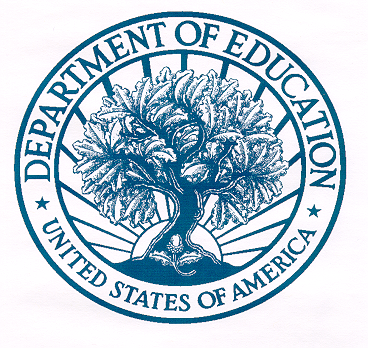 DEPARTMENT OF EDUCATION
UNITED STATES OF AMERICA